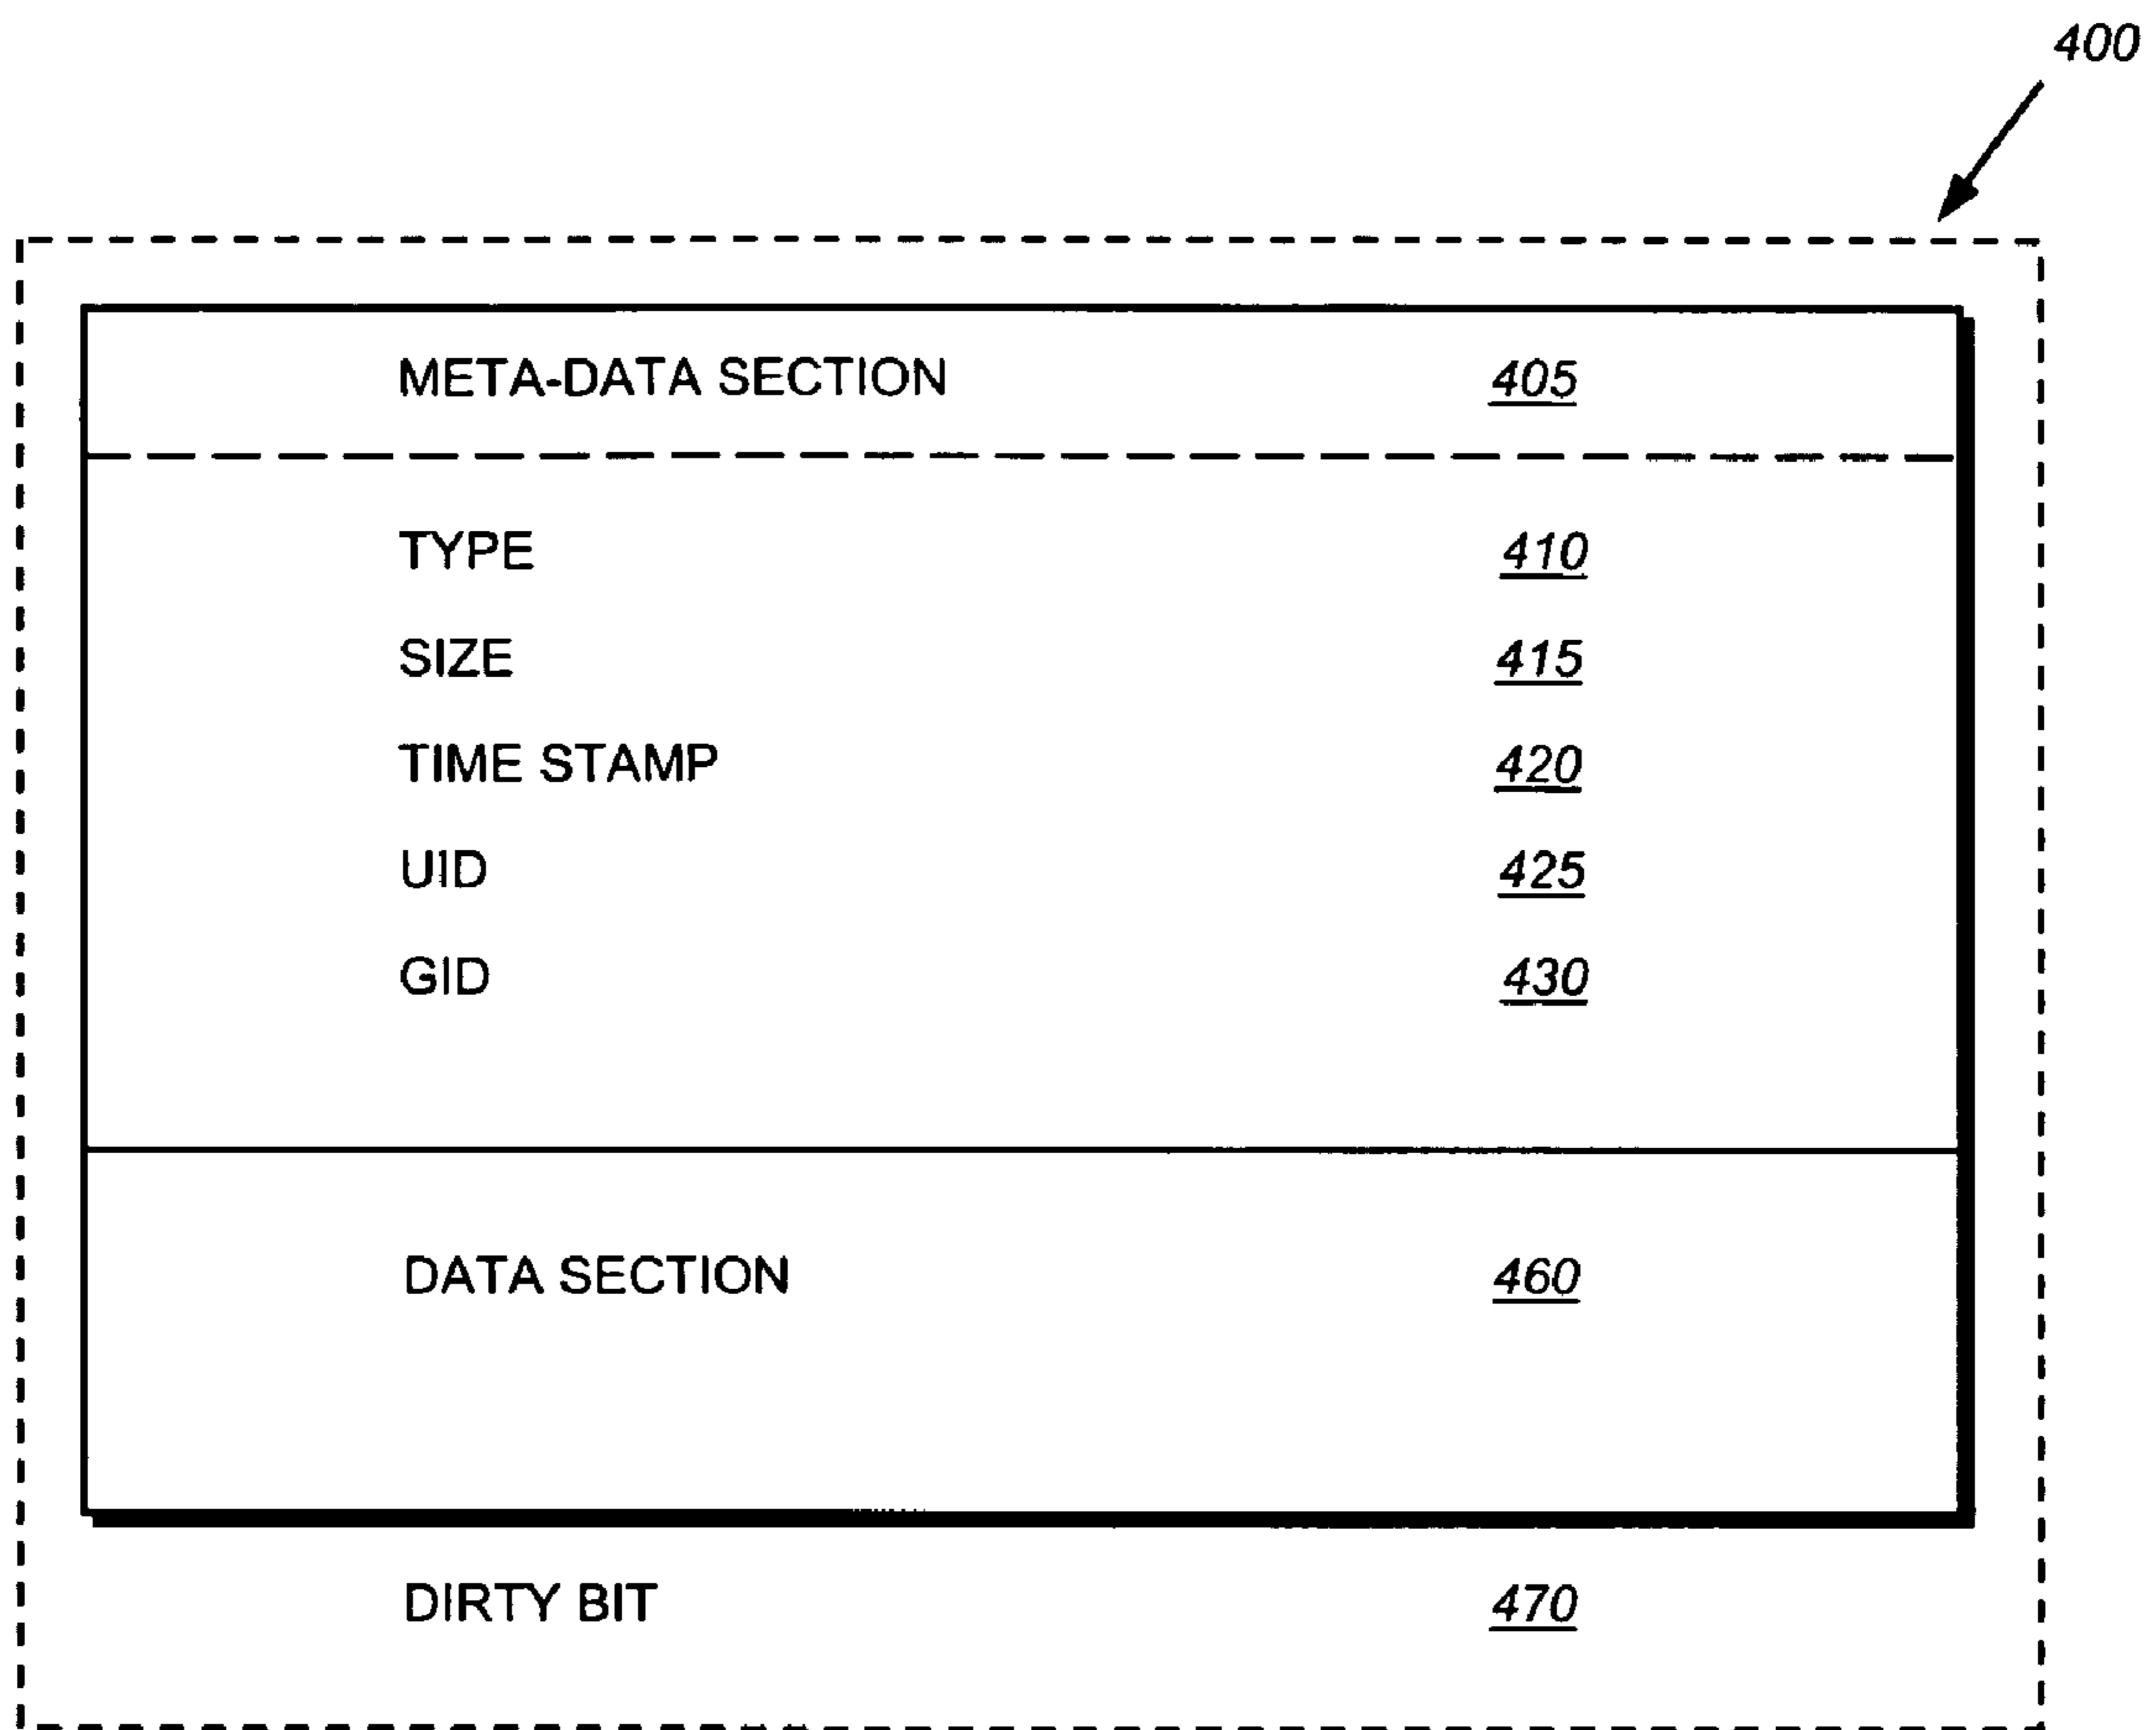 400
META-DATA SECTION 405
TYPE 410
SIZE 415
TIME STAMP 420
UID 425
GID 430
DATA SECTION 460
DIRTY BIT 470